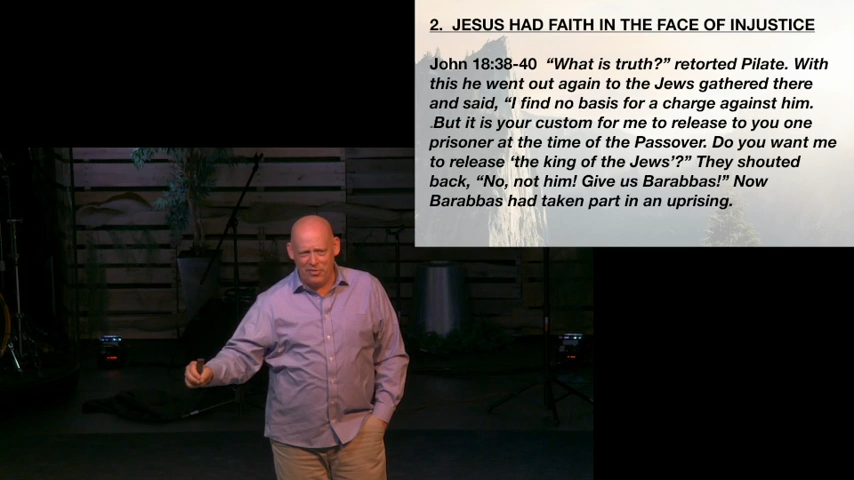 2. JESUS HAD FAITH IN THE FACE OF INJUSTICE
John 18:38-40 “What is truth?” retorted Pilate. With
this he went out again to the Jews gathered there
and said, “I find no basis for a charge against him.
.But it is your custom for me to release to you one
prisoner at the time of the Passover. Do you want me
to release ‘the king of the Jews’?” They shouted
back, “No, not him! Give us Barabbas!” Now
Barabbas had taken part in an uprising.